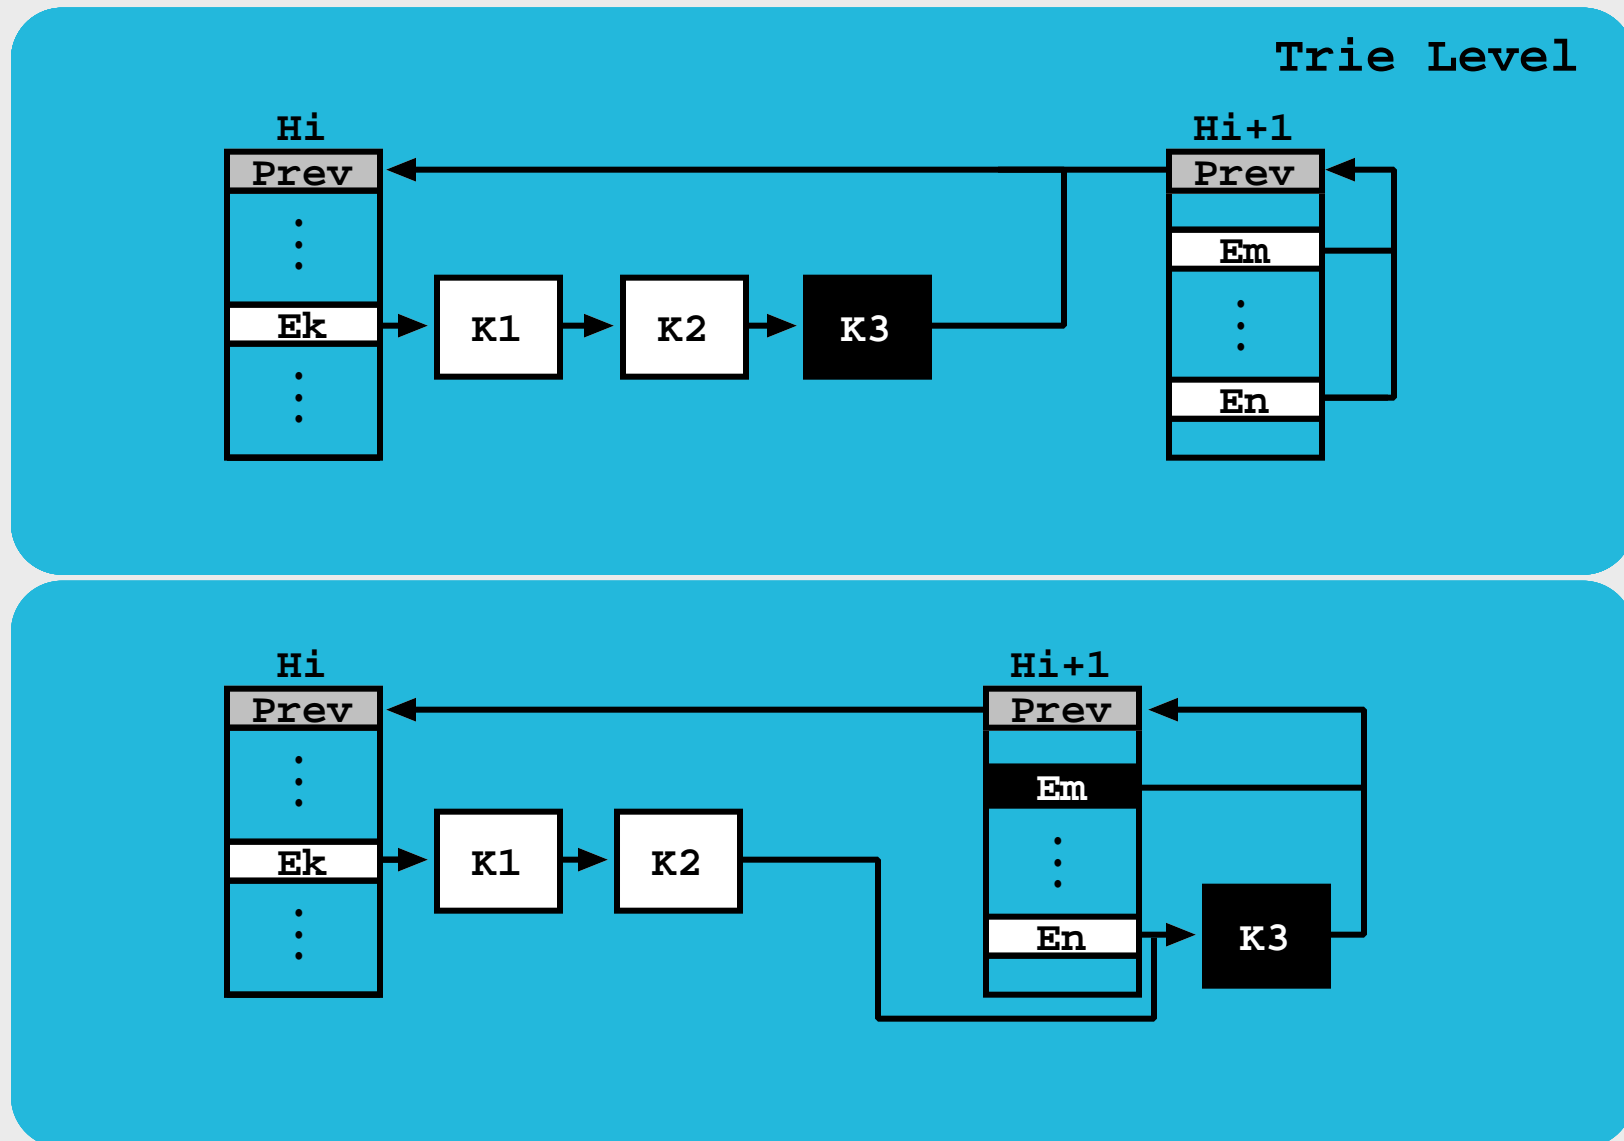 Trie Level
Hi
Hi+1
Prev
Prev
Em
Ek
K1
K2
K3
En
Hi
Hi+1
Prev
Prev
Em
Ek
K1
K2
En
K3